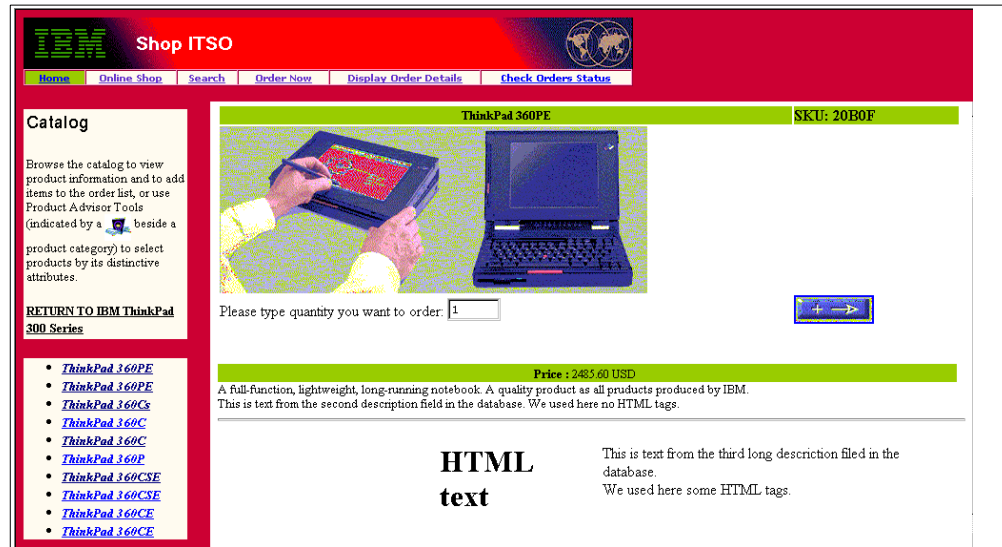 IBM Shop ITSO
Home Online Shop Search Order Now Display Order Details Check Orders Status
Catalog
Browse the catalog to view
product information and to add
items to the order list, or use
Product Advisor Tools
(indicated by a beside a
product category) to select
products by its distinctive
attributes.
RETURN TO IBM ThinkPad
300 Series
ThinkPad 360PE
ThinkPad 360PE
ThinkPad 360Cs
ThinkPad 360C
ThinkPad 360C
ThinkPad 360P
ThinkPad 360CSE
ThinkPad 360CSE
ThinkPad 360CE
ThinkPad 360CE
ThinkPad 360PE SKU: 20B0F
Please type quantity you want to order: 1
+
Price : 2485.60 USD
A full-function, lightweight, long-running notebook. A quality product as all pruducts produced by IBM.
This is text from the second description field in the database. We used here no HTML tags.
HTML
text
This is text from the third long descriction filed in the
database.
We used here some HTML tags.